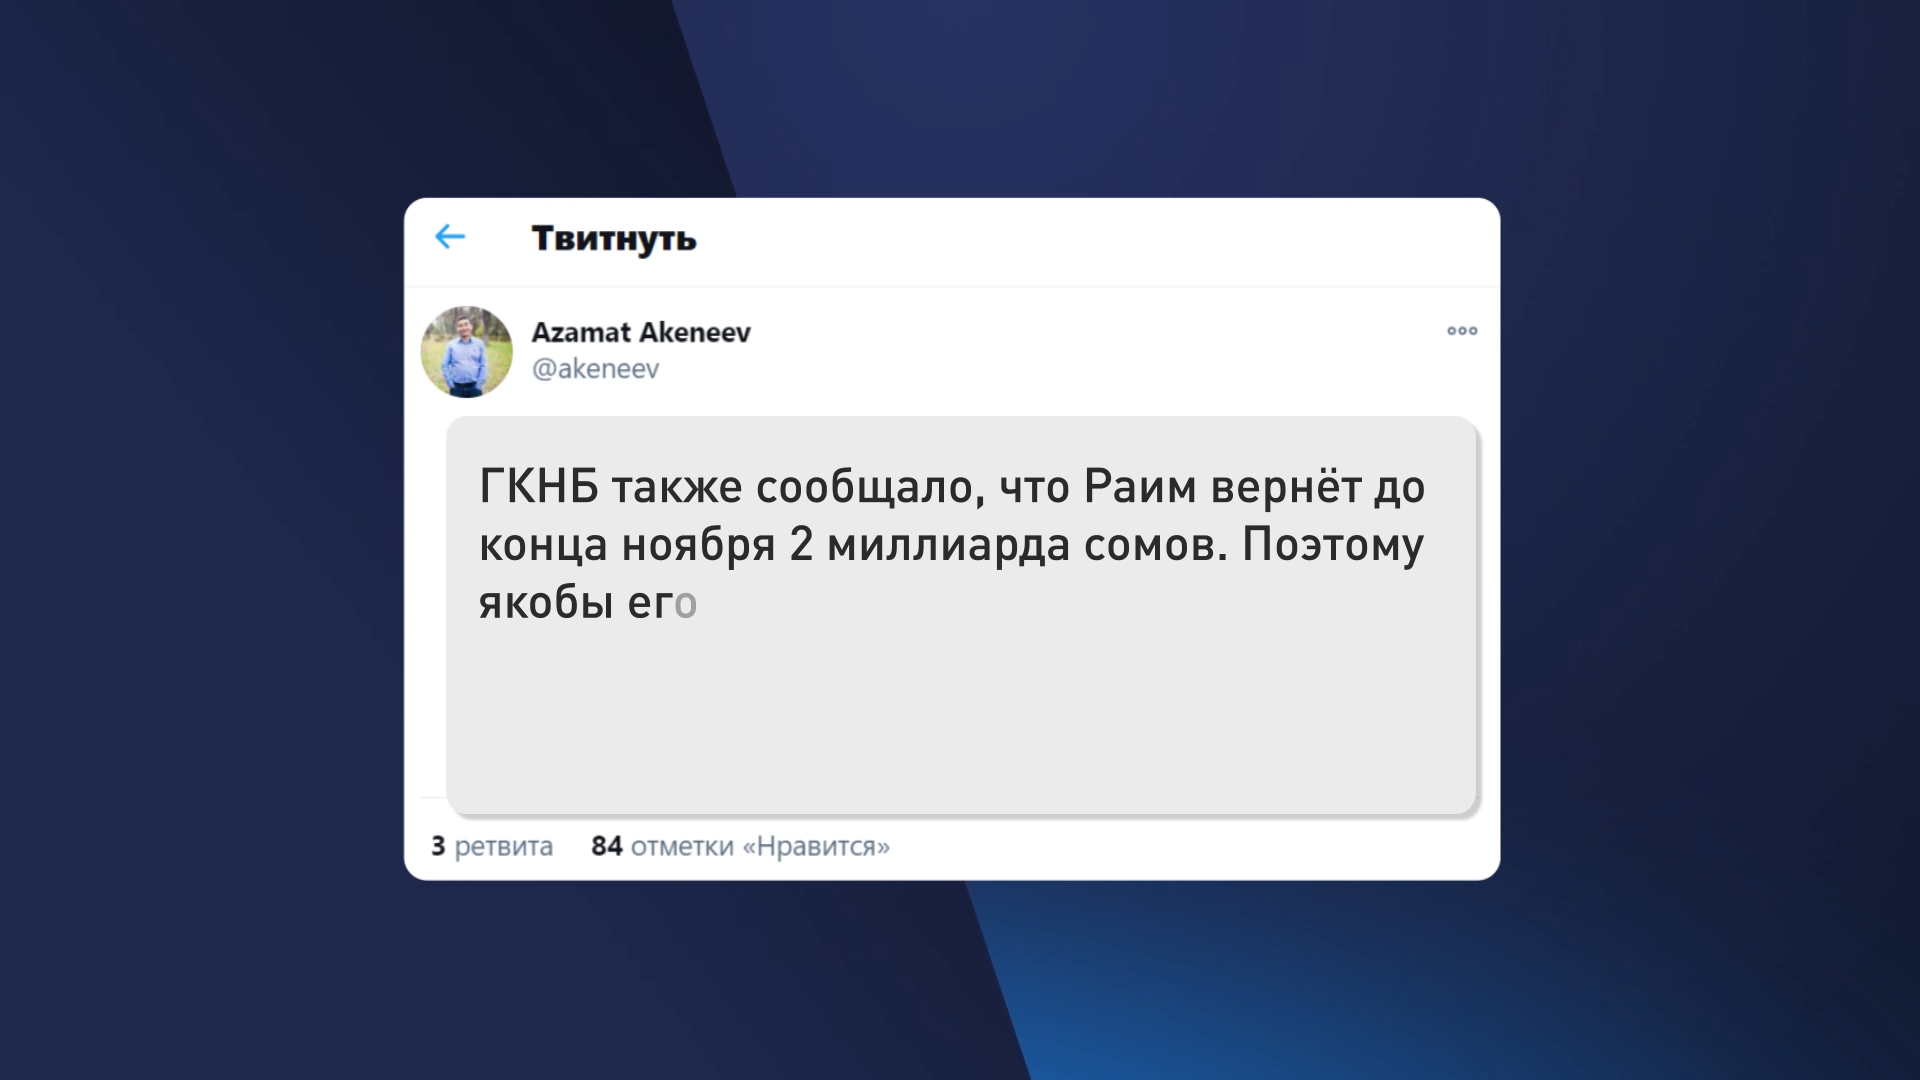 Твитнуть
Azamat Akeneev
@akeneev
ГКНБ также сообщало, что Раим вернёт до
конца ноября 2 миллиарда сомов. Поэтому
якобы его
3 ретвита 84 отметки «Нравится»